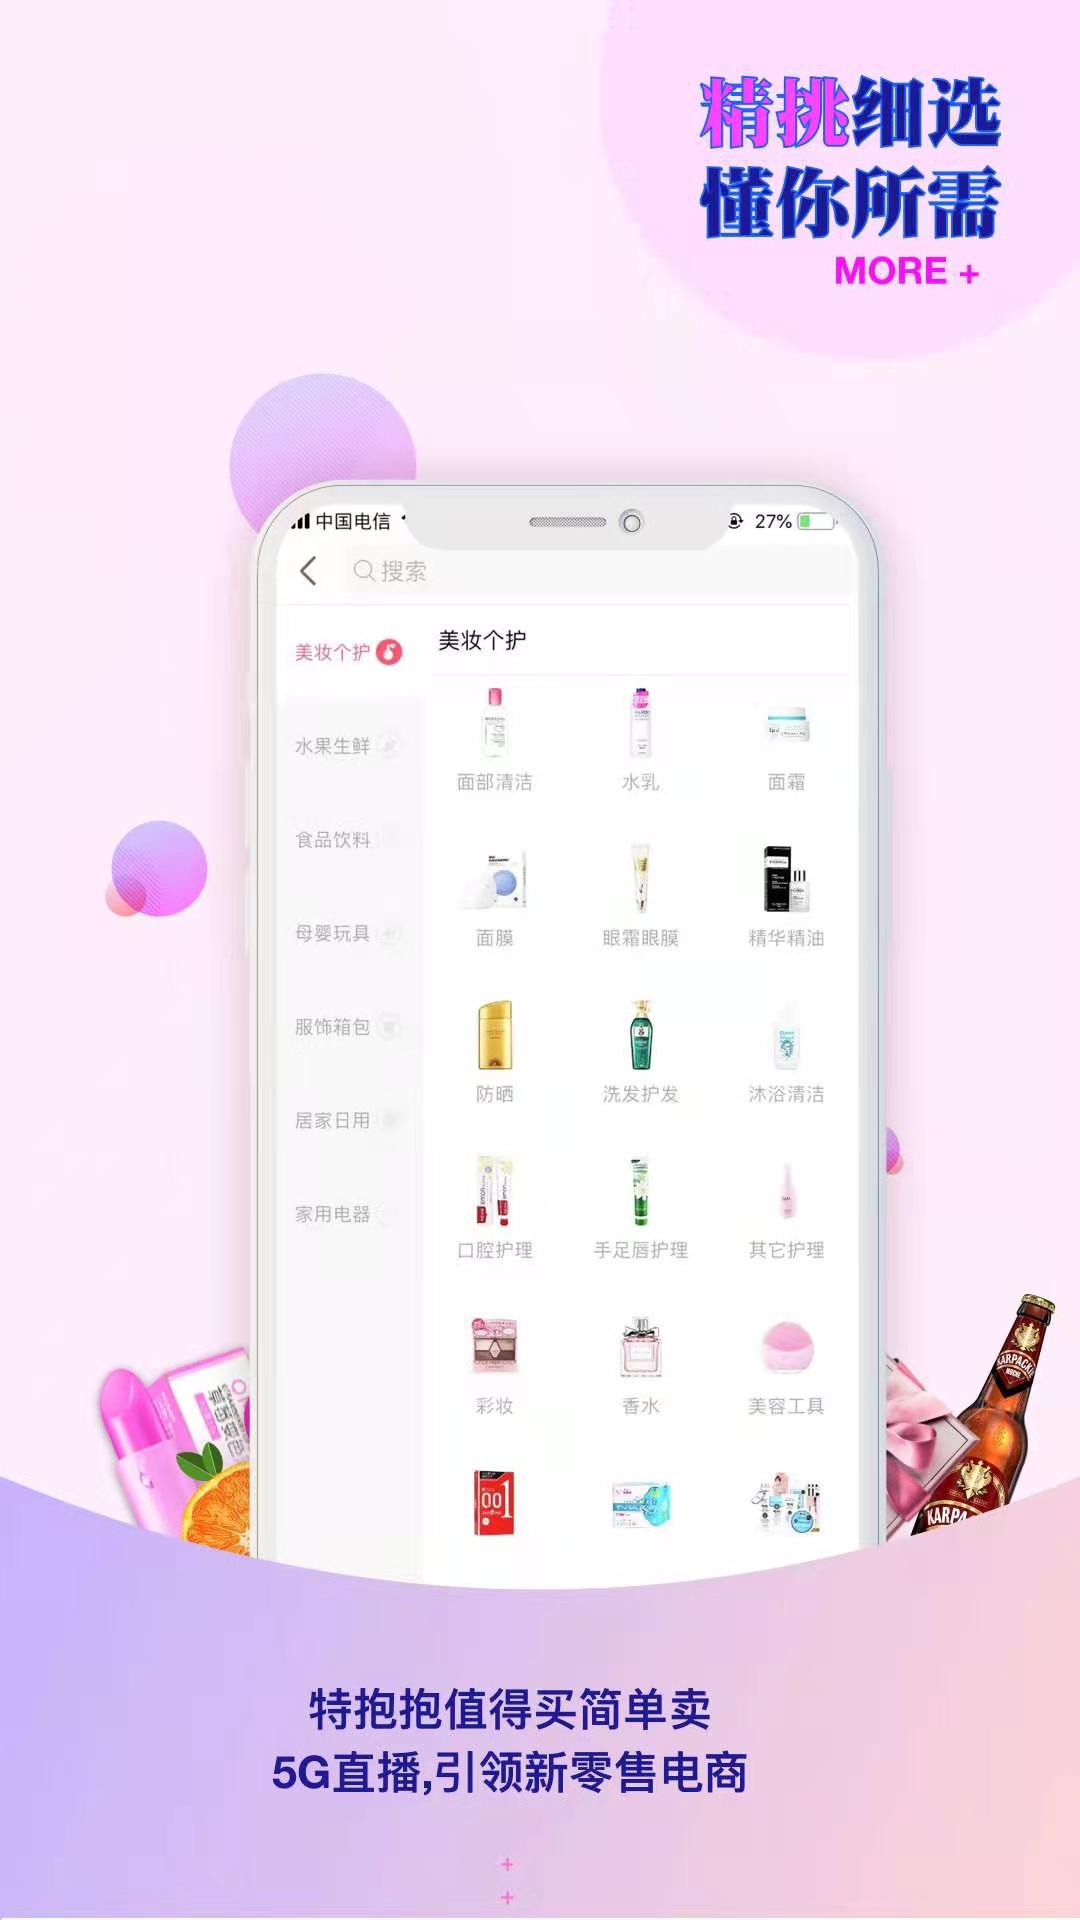 精挑细选
懂你所需
MORE +
中国电信
27%
搜索
美妆个护
美妆个护
水果生鲜
食品饮料
母婴玩具
服饰箱包
居家日用
家用电器
面部清洁
水乳
面霜
面膜
眼霜眼膜
精华精油
防晒
洗发护发
沐浴清洁
口腔护理
手足唇护理
其它护理
彩妆
香水
美容工具
001
KARPACKIE
KARPA
特抱抱值得买简单卖
5G直播,引领新零售电商